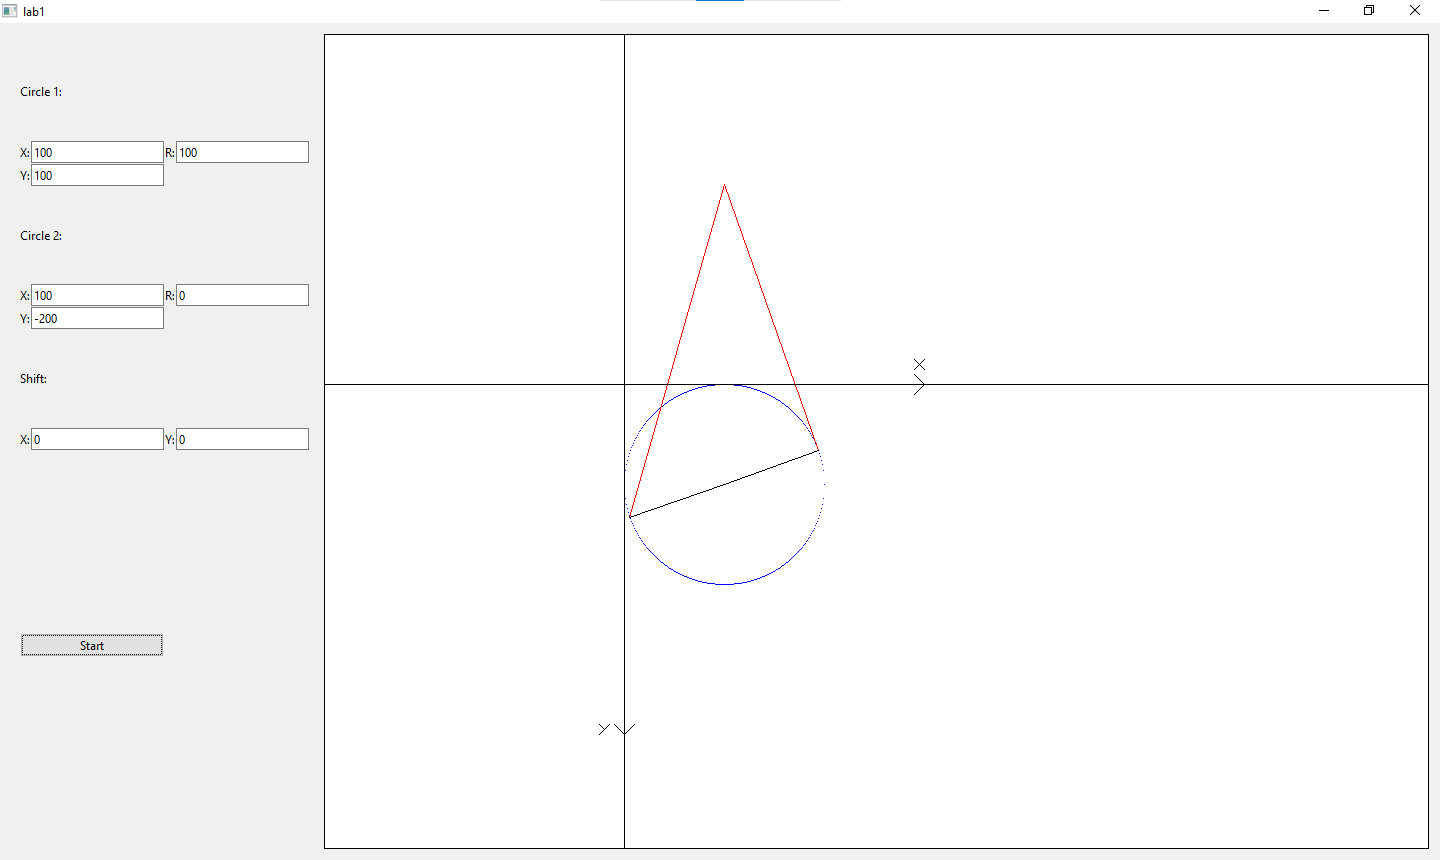 lab1
Circle 1:
X: 100 R: 100
Y: 100
Circle 2:
X: 100 R: 0
Y: -200
Shift:
X: 0 Y: 0
Start
X
Y